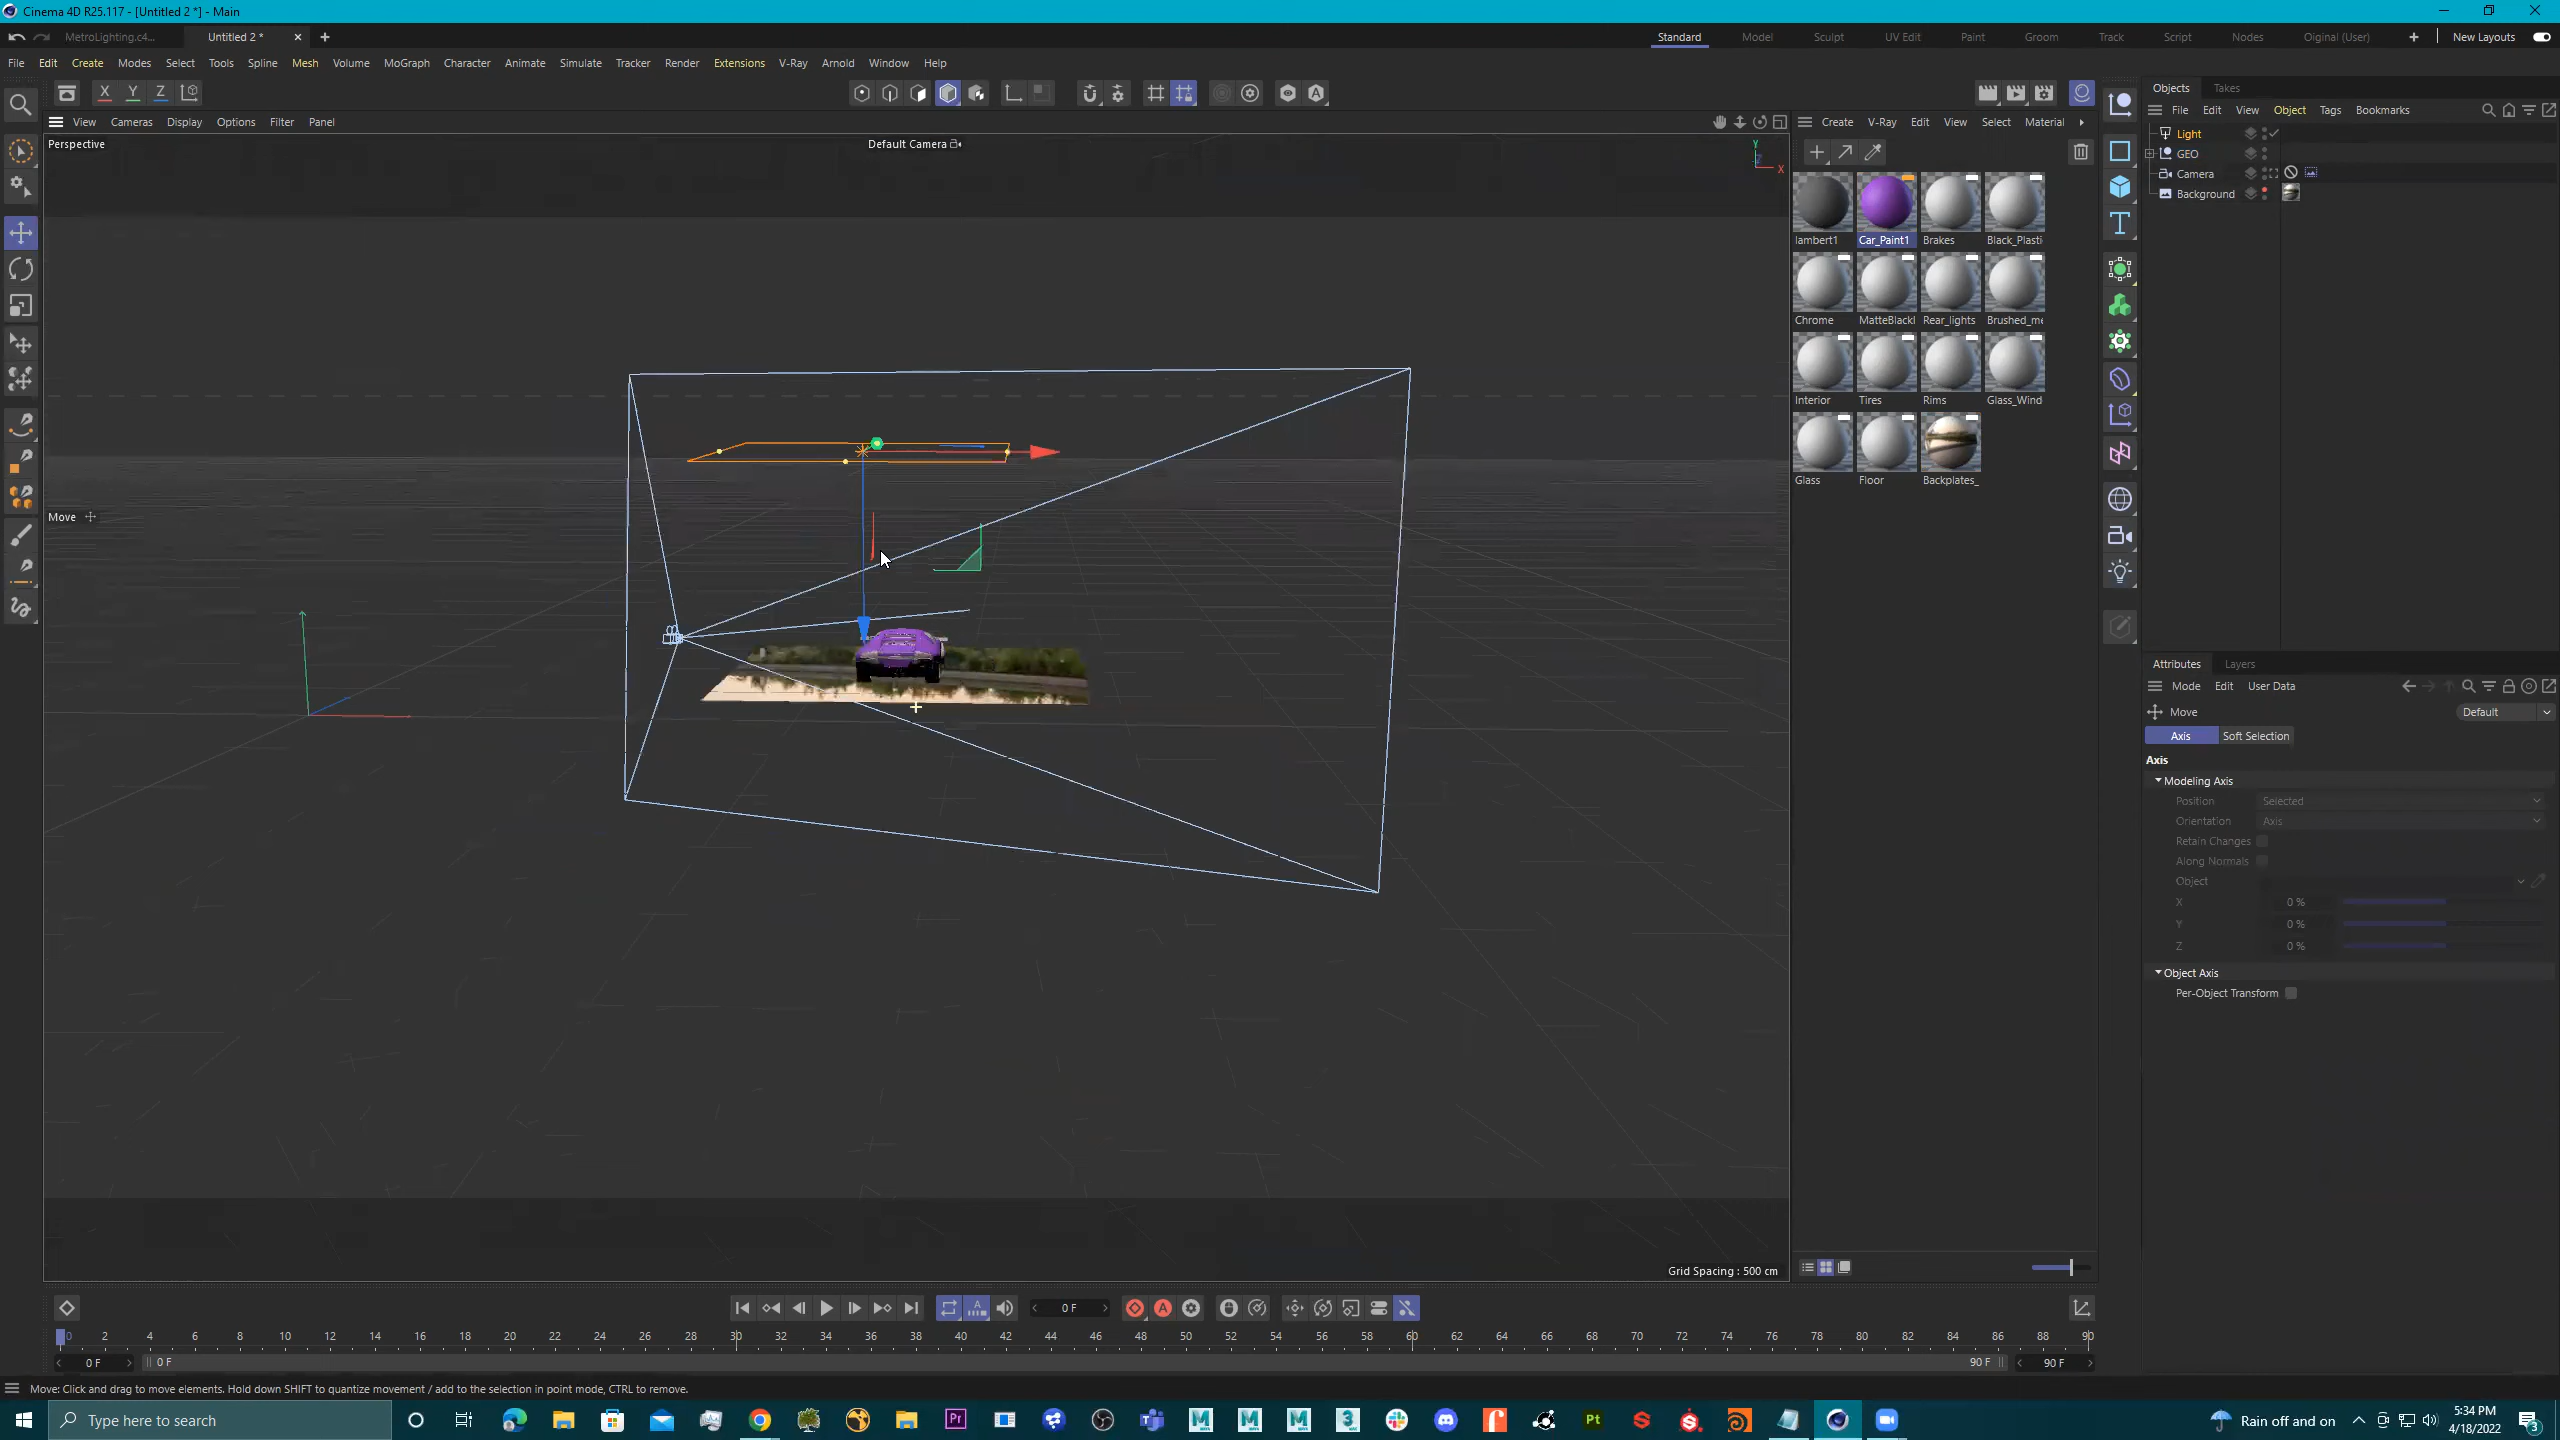 Cinema 4D R25.117 - [Untitled 2 *] - Main
MetroLighting.c4...
Untitled 2 *
Standard Model Sculpt UV Edit Paint Groom Track Script Nodes Oiginal (User) New Layouts
File Edit Create Modes Select Tools Spline Mesh Volume MoGraph Character Animate Simulate Tracker Render Extensions V-Ray Arnold Window Help
X Y Z
Objects Takes
File Edit View Object Tags Bookmarks
View Cameras Display Options Filter Panel
Create V-Ray Edit View Select Material
Perspective
Default Camera
Y
Z
X
Light
GEO
Camera
Background
lambert1 Car_Paint1 Brakes Black_Plasti
Chrome MatteBlackl Rear_lights Brushed_me
Interior Tires Rims Glass_Wind
Glass Floor Backplates_
Move
Attributes Layers
Mode Edit User Data
Move
Default
Axis Soft Selection
Axis
Modeling Axis
Position Selected
Orientation Axis
Retain Changes
Along Normals
Object
X 0 %
Y 0 %
Z 0 %
Object Axis
Per-Object Transform
Grid Spacing : 500 cm
0 F
0 2 4 6 8 10 12 14 16 18 20 22 24 26 28 30 32 34 36 38 40 42 44 46 48 50 52 54 56 58 60 62 64 66 68 70 72 74 76 78 80 82 84 86 88 90
0 F 0 F 90 F 90 F
Move: Click and drag to move elements. Hold down SHIFT to quantize movement / add to the selection in point mode, CTRL to remove.
Type here to search
Pr
Pt
Rain off and on
5:34 PM
4/18/2022
3